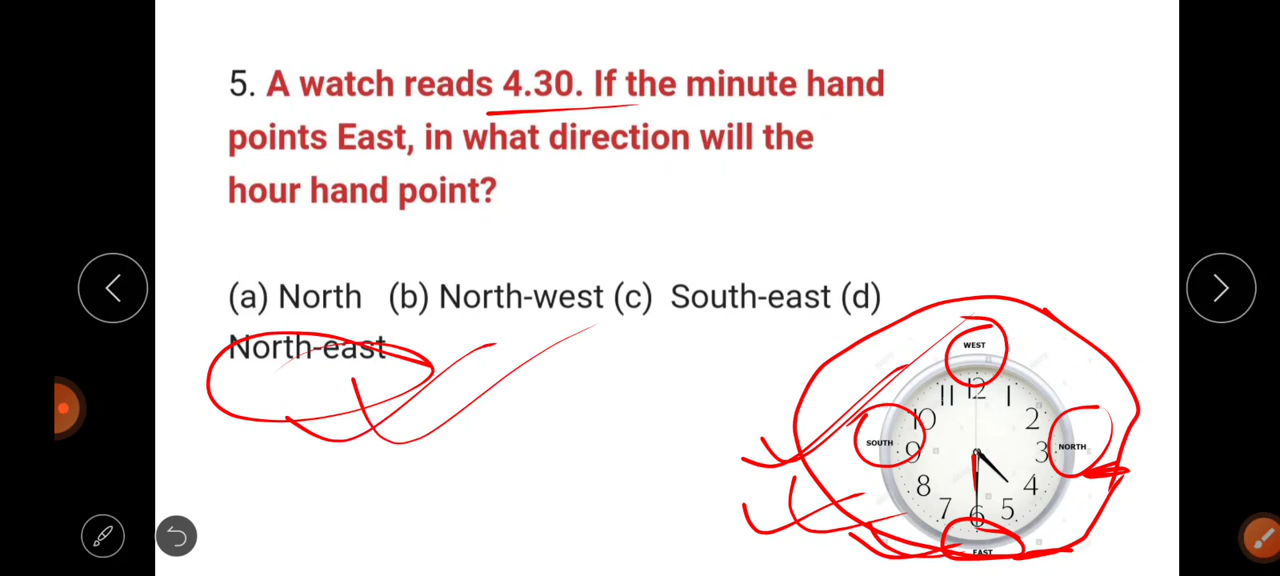 5. A watch reads 4.30. If the minute hand
points East, in what direction will the
hour hand point?
(a) North (b) North-west (c) South-east (d)
North-east
WEST
11 12 1
10 2
SOUTH 9 3 NORTH
8 4
7 6 5
EAST